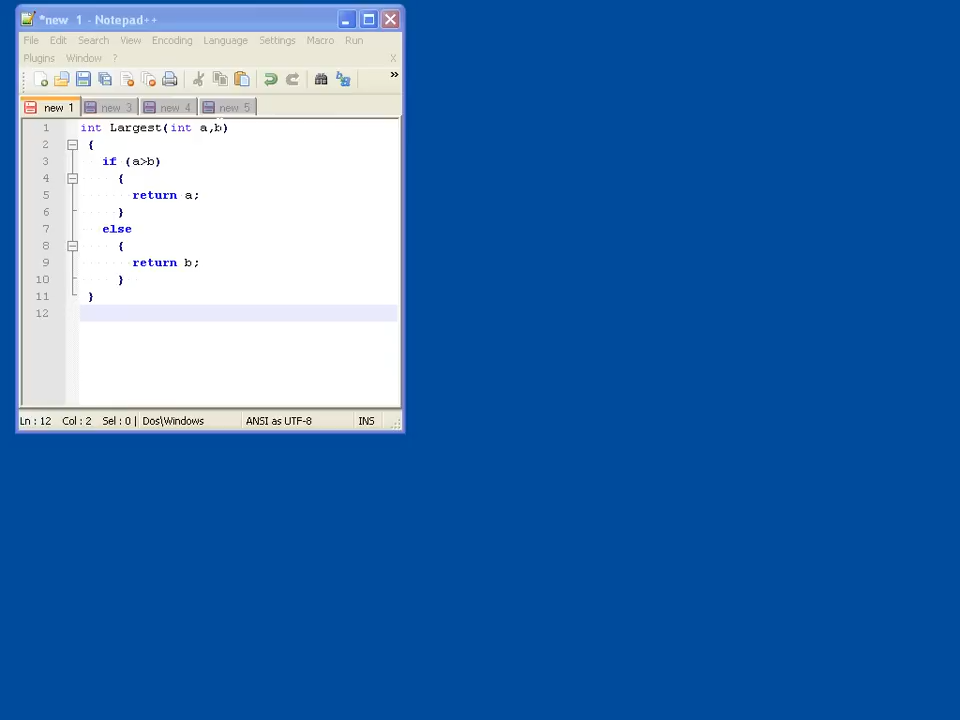 *new 1 - Notepad++
File Edit Search View Encoding Language Settings Macro Run
Plugins Window ? X
»
new 1 new 3 new 4 new 5
1 int Largest(int a,b)
2 {
3 if (a>b)
4 {
5 return a;
6 }
7 else
8 {
9 return b;
10 }
11 }
12
Ln : 12 Col : 2 Sel : 0 | Dos\Windows ANSI as UTF-8 INS